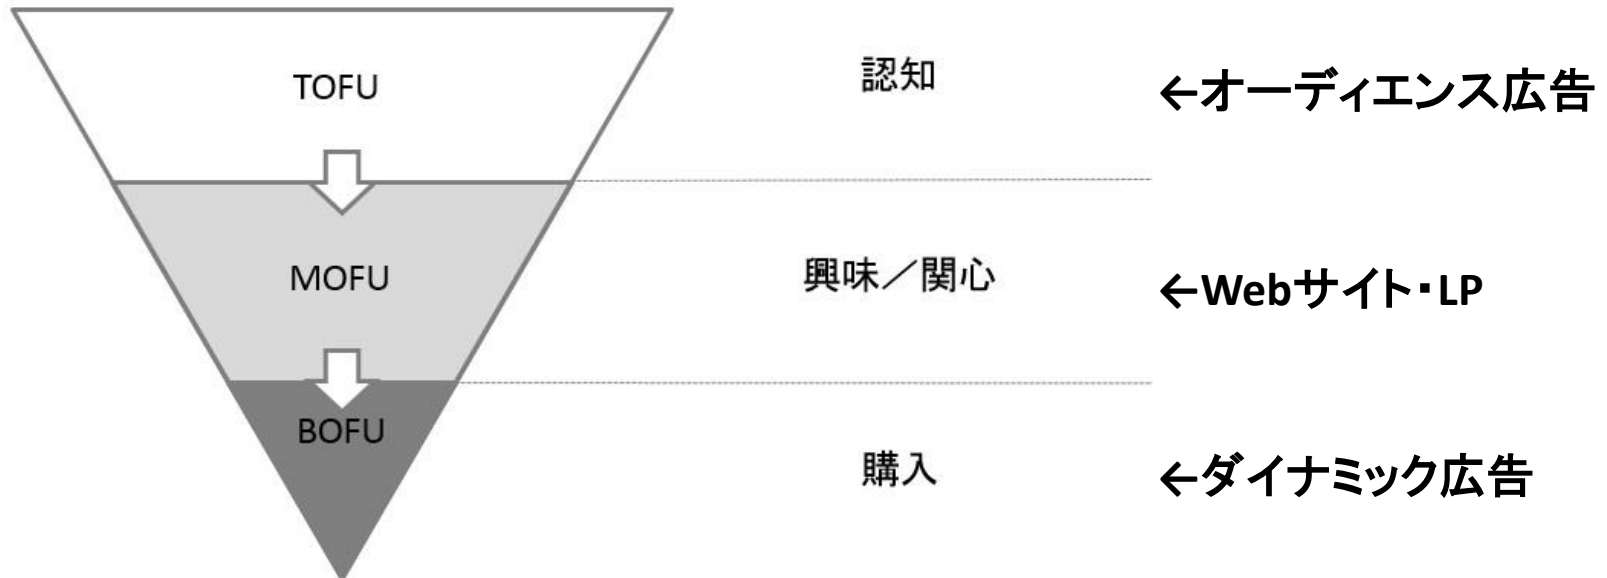 TOFU
認知
←オーディエンス広告
MOFU
興味／関心
←Webサイト・LP
BOFU
購入
←ダイナミック広告